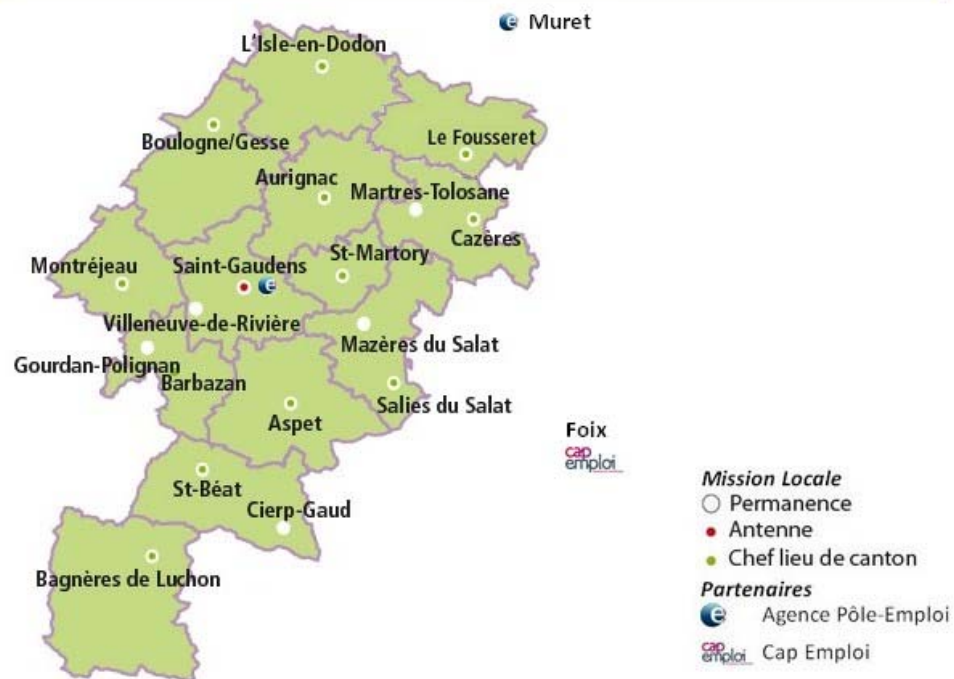 Muret
L'Isle-en-Dodon
Boulogne/Gesse
Le Fousseret
Aurignac
Martres-Tolosane
Cazères
St-Martory
Montréjeau
Saint-Gaudens
Villeneuve-de-Rivière
Mazères du Salat
Gourdan-Polignan
Barbazan
Salies du Salat
Aspet
Foix
cap
emploi
St-Béat
Cierp-Gaud
Bagnères de Luchon
Mission Locale
Permanence
Antenne
Chef lieu de canton
Partenaires
e Agence Pôle-Emploi
cap
emploi Cap Emploi